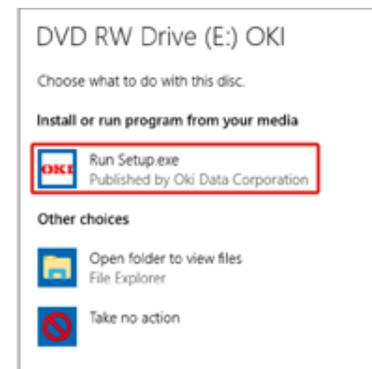 DVD RW Drive (E:) OKI
Choose what to do with this disc.
Install or run program from your media
OKI
Run Setup.exe
Published by Oki Data Corporation
Other choices
Open folder to view files
File Explorer
Take no action